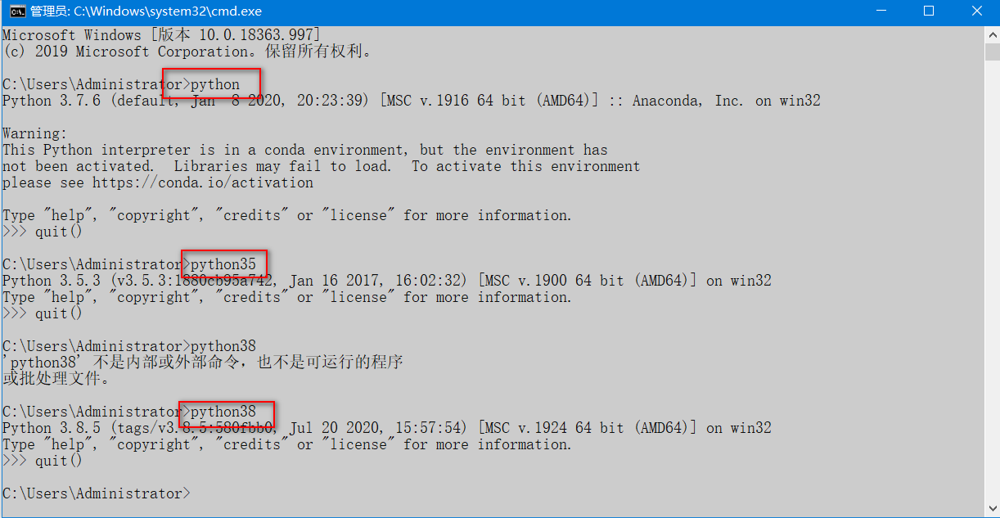 管理员: C:\Windows\system32\cmd.exe
Microsoft Windows [版本 10.0.18363.997]
(c) 2019 Microsoft Corporation。保留所有权利。
C:\Users\Administrator>python
Python 3.7.6 (default, Jan  8 2020, 20:23:39) [MSC v.1916 64 bit (AMD64)] :: Anaconda, Inc. on win32
Warning:
This Python interpreter is in a conda environment, but the environment has
not been activated.  Libraries may fail to load.  To activate this environment
please see https://conda.io/activation
Type "help", "copyright", "credits" or "license" for more information.
>>> quit()
C:\Users\Administrator>python35
Python 3.5.3 (v3.5.3:1880cb95a742, Jan 16 2017, 16:02:32) [MSC v.1900 64 bit (AMD64)] on win32
Type "help", "copyright", "credits" or "license" for more information.
>>> quit()
C:\Users\Administrator>python38
'python38' 不是内部或外部命令，也不是可运行的程序
或批处理文件。
C:\Users\Administrator>python38
Python 3.8.5 (tags/v3.8.5:580fbb0, Jul 20 2020, 15:57:54) [MSC v.1924 64 bit (AMD64)] on win32
Type "help", "copyright", "credits" or "license" for more information.
>>> quit()
C:\Users\Administrator>